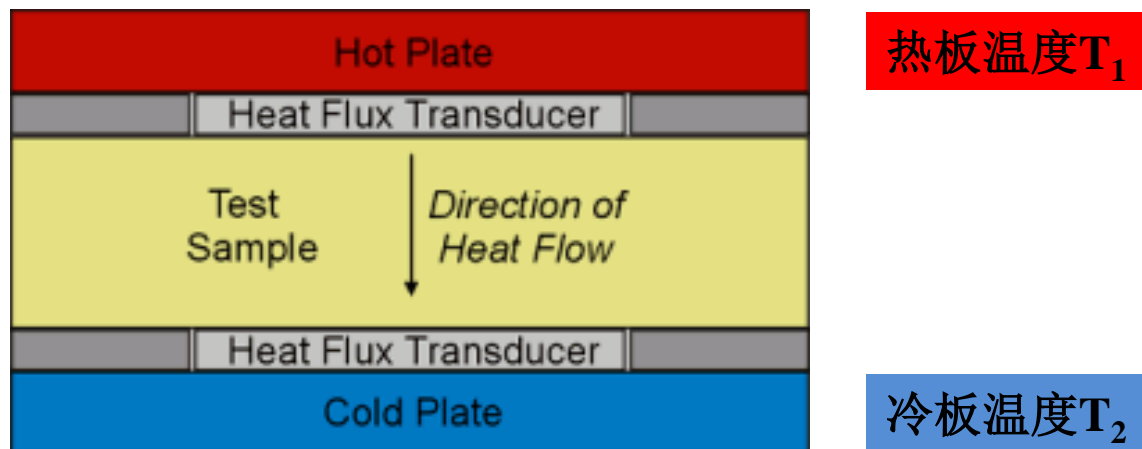 Hot Plate
热板温度T₁
Heat Flux Transducer
Test
Sample
Direction of
Heat Flow
Heat Flux Transducer
Cold Plate
冷板温度T₂